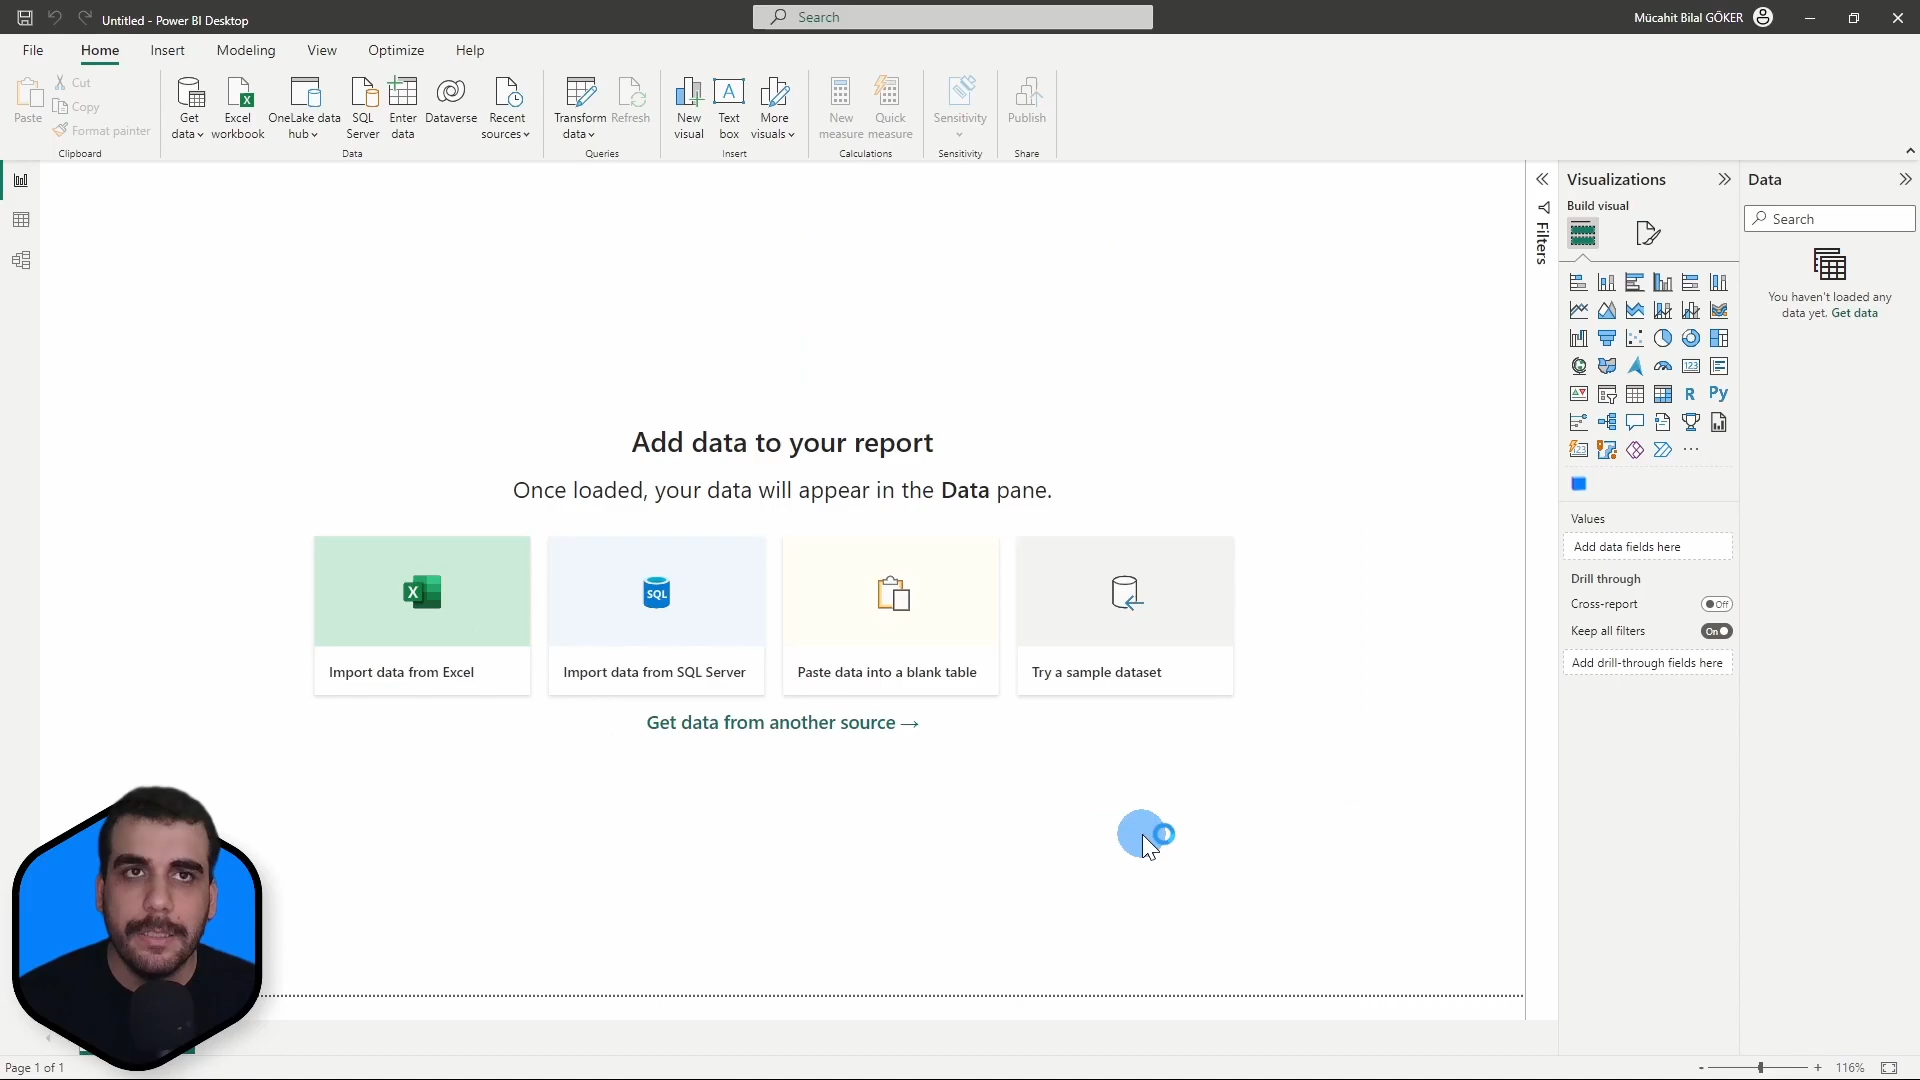 Untitled - Power BI Desktop
Search
Mücahit Bilal GÖKER
File
Home
Insert
Modeling
View
Optimize
Help
Paste
Cut
Copy
Format painter
Clipboard
Get
data
Excel
workbook
OneLake data
hub
SQL
Server
Enter
data
Dataverse
Recent
sources
Data
Transform
data
Refresh
Queries
New
visual
Text
box
More
visuals
Insert
New
measure
Quick
measure
Calculations
Sensitivity
Sensitivity
Publish
Share
Filters
Visualizations
Build visual
123
R
Py
123
Values
Add data fields here
Drill through
Cross-report
Off
Keep all filters
On
Add drill-through fields here
Data
Search
You haven't loaded any
data yet. Get data
Add data to your report
Once loaded, your data will appear in the Data pane.
X
SQL
Import data from Excel
Import data from SQL Server
Paste data into a blank table
Try a sample dataset
Get data from another source →
Page 1 of 1
- + 116%